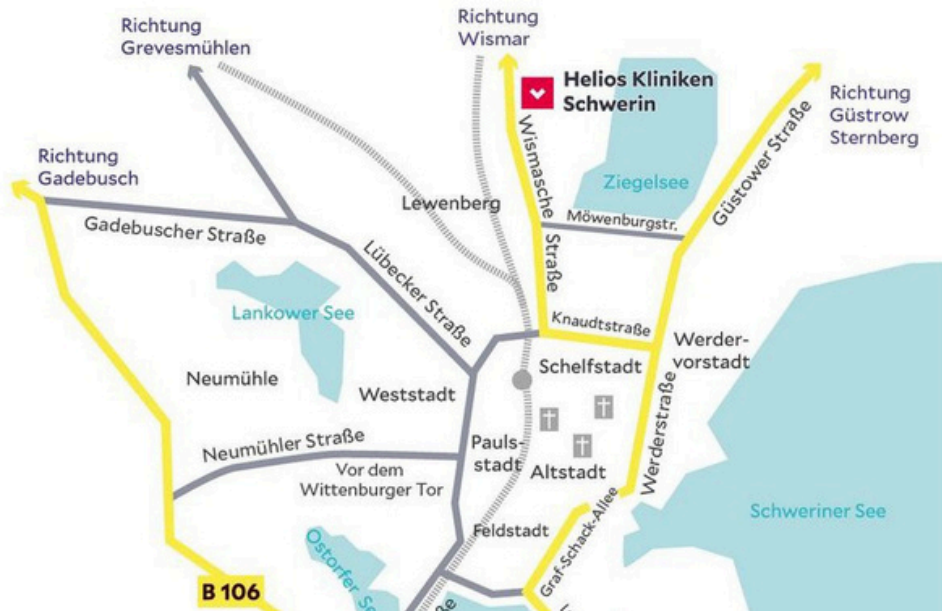 Richtung
Grevesmühlen
Richtung
Wismar
Helios Kliniken
Schwerin
Richtung
Güstrow
Sternberg
Richtung
Gadebusch
Wismasche
Straße
Ziegelsee
Güstower Straße
Lewenberg
Möwenburgstr.
Gadebuscher Straße
Lübecker Straße
Lankower See
Knaudtstraße
Werder-
vorstadt
Schelfstadt
Neumühle
Weststadt
Werderstraße
Neumühler Straße
Pauls-
stadt
Altstadt
Vor dem
Wittenburger Tor
Schweriner See
Feldstadt
Graf-Schack-Allee
Ostorfer
B 106